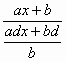 ax + b
adx + bd
b